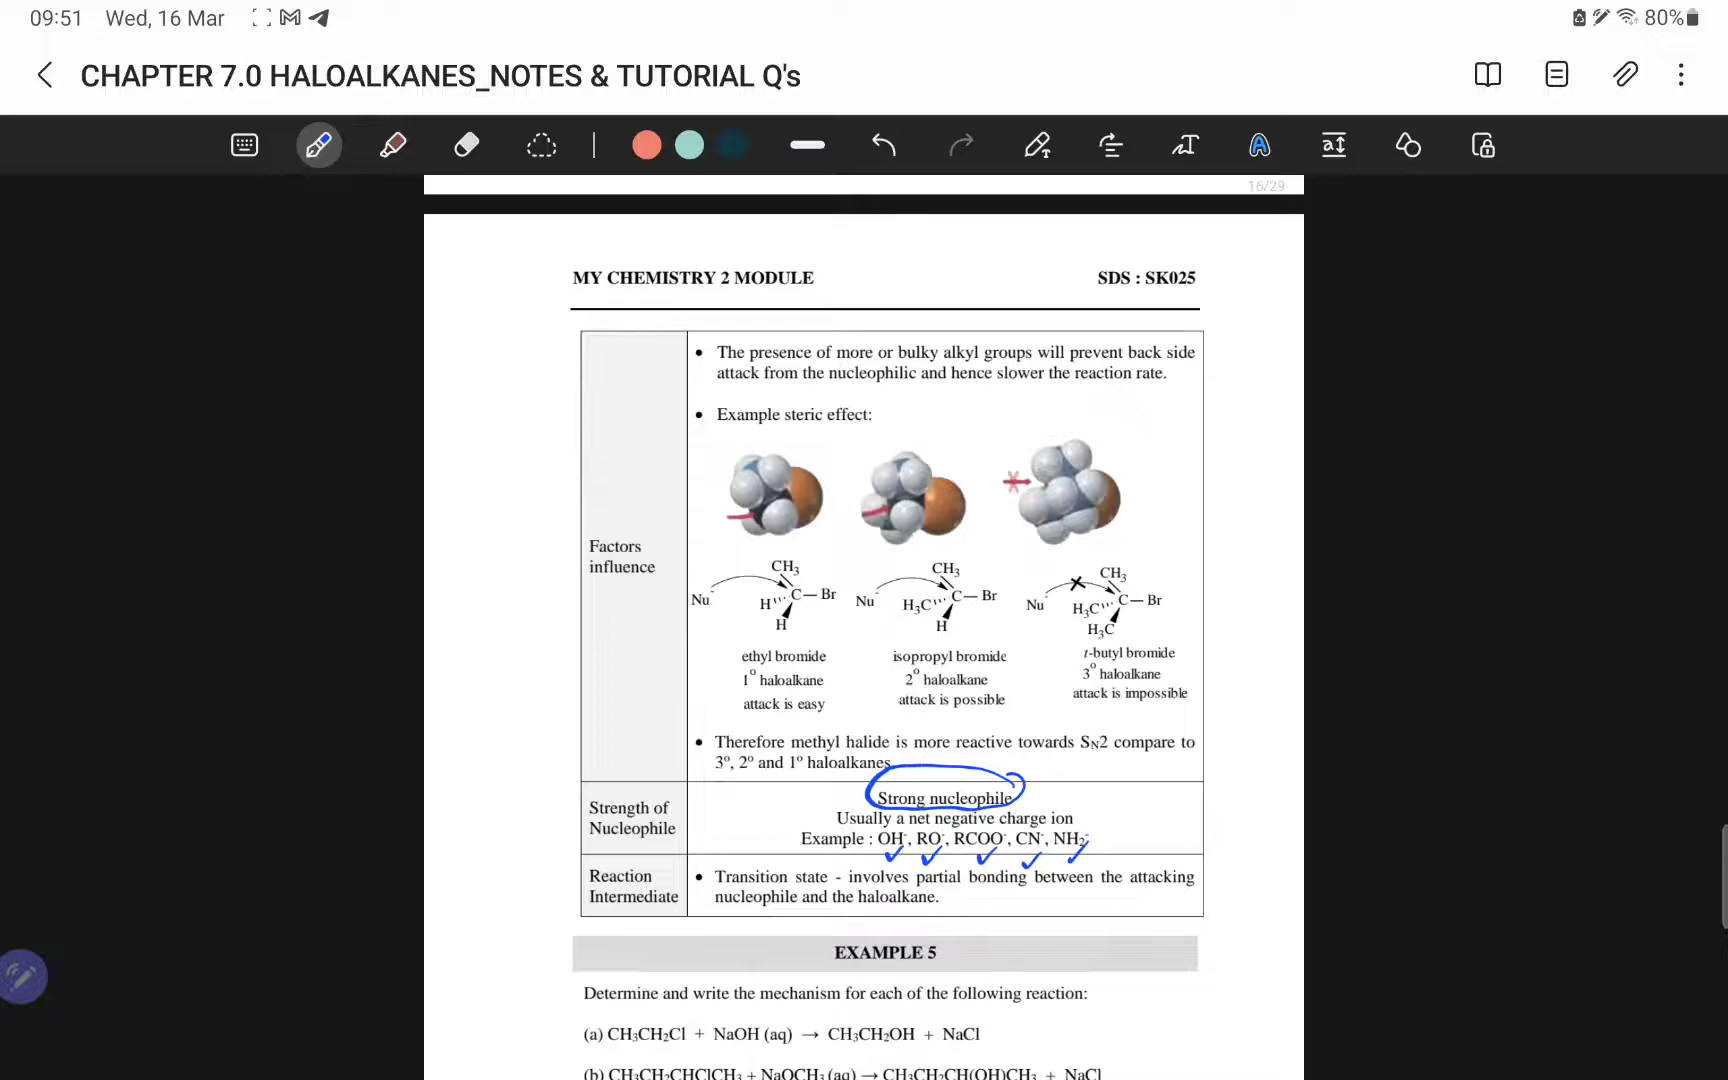 09:51 Wed, 16 Mar
80%
CHAPTER 7.0 HALOALKANES_NOTES & TUTORIAL Q's
16/29
MY CHEMISTRY 2 MODULE SDS : SK025
• The presence of more or bulky alkyl groups will prevent back side
attack from the nucleophilic and hence slower the reaction rate.
• Example steric effect:
Factors
influence
CH₃
Nu⁻ H C—Br
H
ethyl bromide
1° haloalkane
attack is easy
CH₃
Nu⁻ H₃C C—Br
H
isopropyl bromide
2° haloalkane
attack is possible
CH₃
Nu⁻ H₃C C—Br
H₃C
t-butyl bromide
3° haloalkane
attack is impossible
• Therefore methyl halide is more reactive towards SN2 compare to
3°, 2° and 1° haloalkanes
Strength of
Nucleophile
Strong nucleophile
Usually a net negative charge ion
Example : OH⁻, RO⁻, RCOO⁻, CN⁻, NH₂⁻
Reaction
Intermediate
• Transition state - involves partial bonding between the attacking
nucleophile and the haloalkane.
EXAMPLE 5
Determine and write the mechanism for each of the following reaction:
(a) CH₃CH₂Cl + NaOH (aq) → CH₃CH₂OH + NaCl
(b) CH₃CH₂CHClCH₃ + NaOCH₃ (aq) → CH₃CH₂CH(OH)CH₃ + NaCl